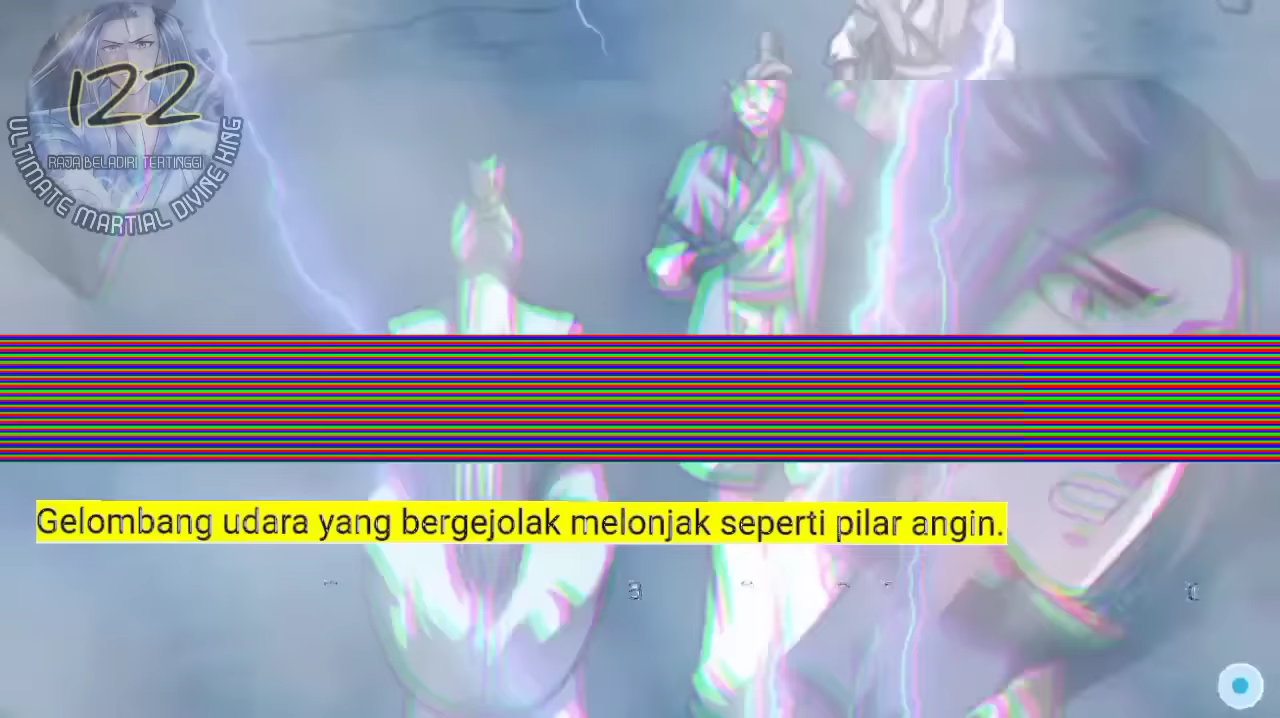 122
RAJA BELADIRI TERTINGGI
ULTIMATE MARTIAL DIVINE KING
Gelombang udara yang bergejolak melonjak seperti pilar angin.